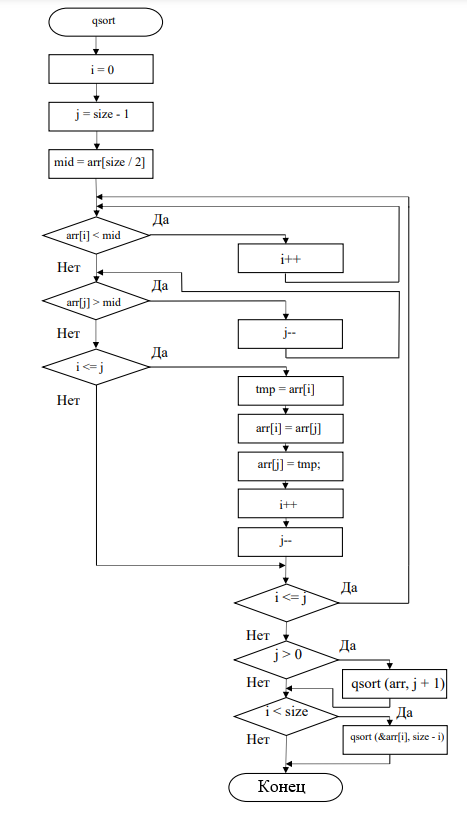 qsort
i = 0
j = size - 1
mid = arr[size / 2]
Да
arr[i] < mid
i++
Нет
Да
arr[j] > mid
j--
Нет
Да
i <= j
tmp = arr[i]
Нет
arr[i] = arr[j]
arr[j] = tmp;
i++
j--
Да
i <= j
Нет
Да
j > 0
Нет
qsort (arr, j + 1)
i < size
Да
Нет
qsort (&arr[i], size - i)
Конец